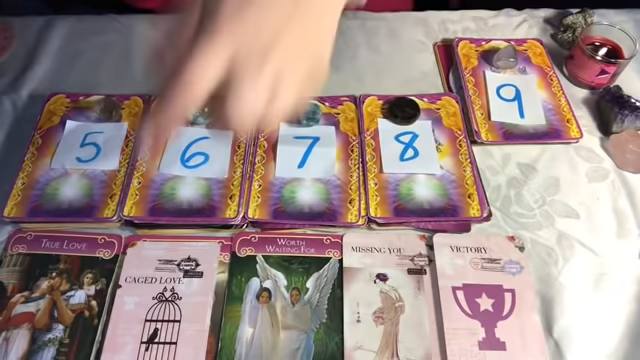 5
6
7
8
9
TRUE LOVE
CAGED LOVE
WORTH
WAITING FOR
MISSING YOU
VICTORY